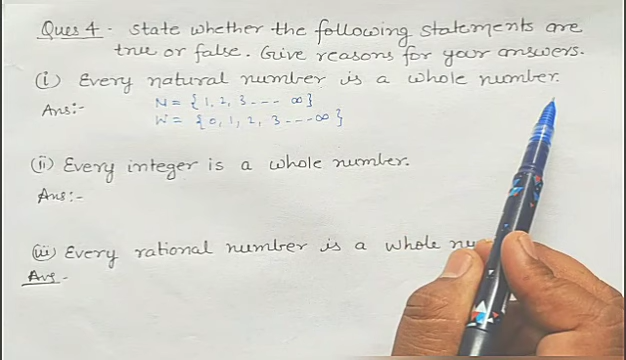 Ques 4 - State whether the following statements are
true or false. Give reasons for your answers.
(i) Every natural number is a whole number.
Ans:- N = { 1, 2, 3 --- ∞ }
W = { 0, 1, 2, 3 --- ∞ }
(ii) Every integer is a whole number.
Ans:-
(iii) Every rational number is a whole nu
Ans -